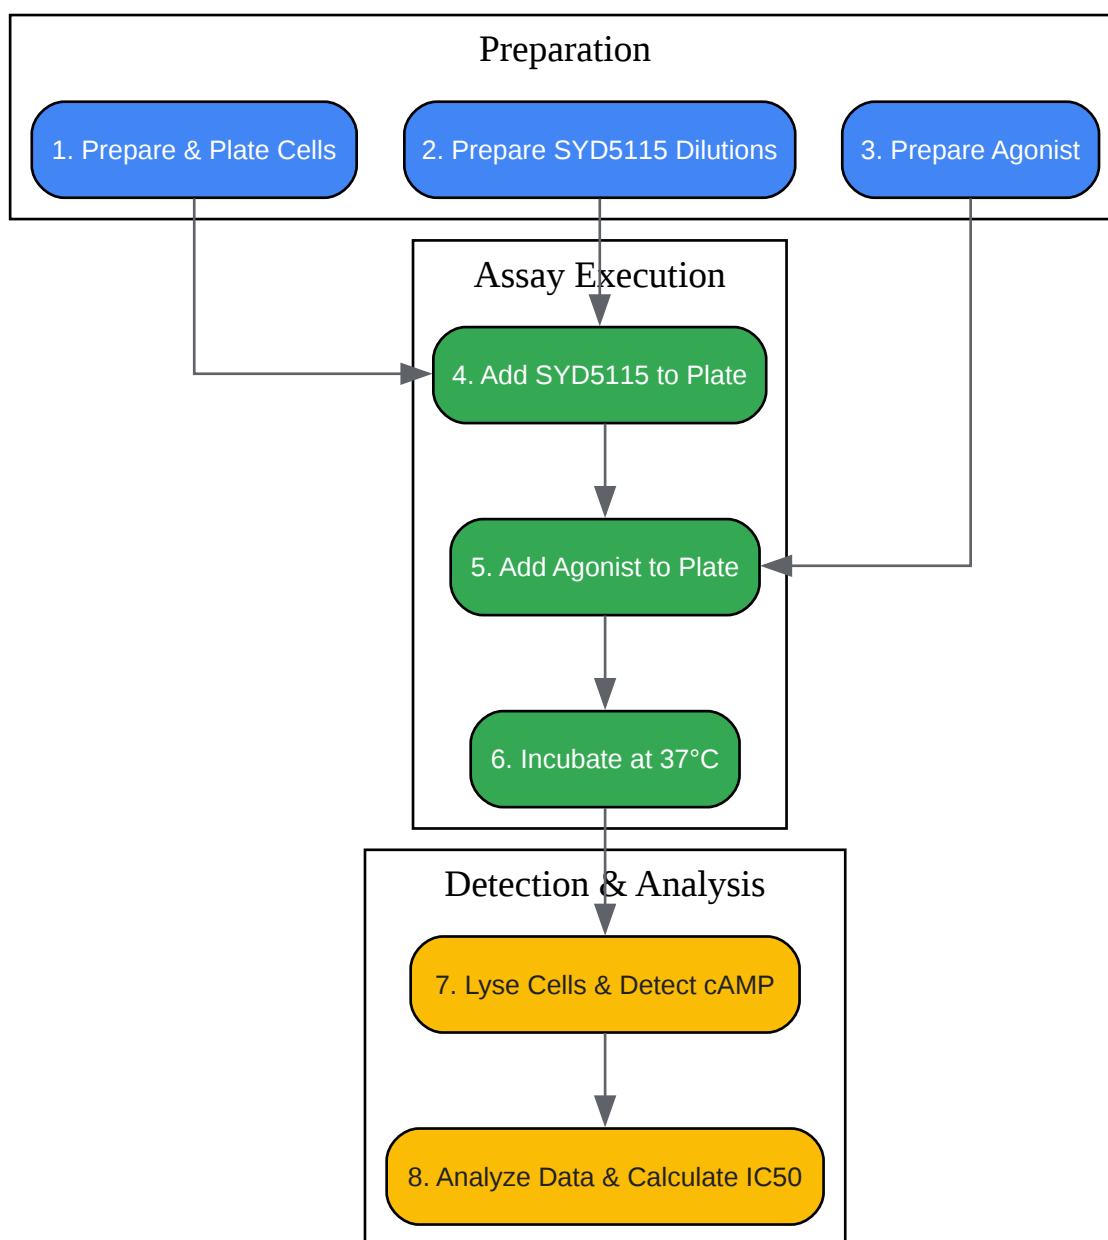 Preparation
1. Prepare & Plate Cells
2. Prepare SYD5115 Dilutions
3. Prepare Agonist
Assay Execution
4. Add SYD5115 to Plate
5. Add Agonist to Plate
6. Incubate at 37°C
Detection & Analysis
7. Lyse Cells & Detect cAMP
8. Analyze Data & Calculate IC50